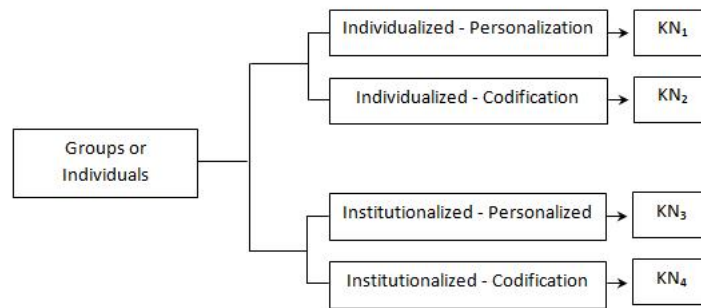 Individualized - Personalization
KN₁
Individualized - Codification
KN₂
Groups or
Individuals
Institutionalized - Personalized
KN₃
Institutionalized - Codification
KN₄